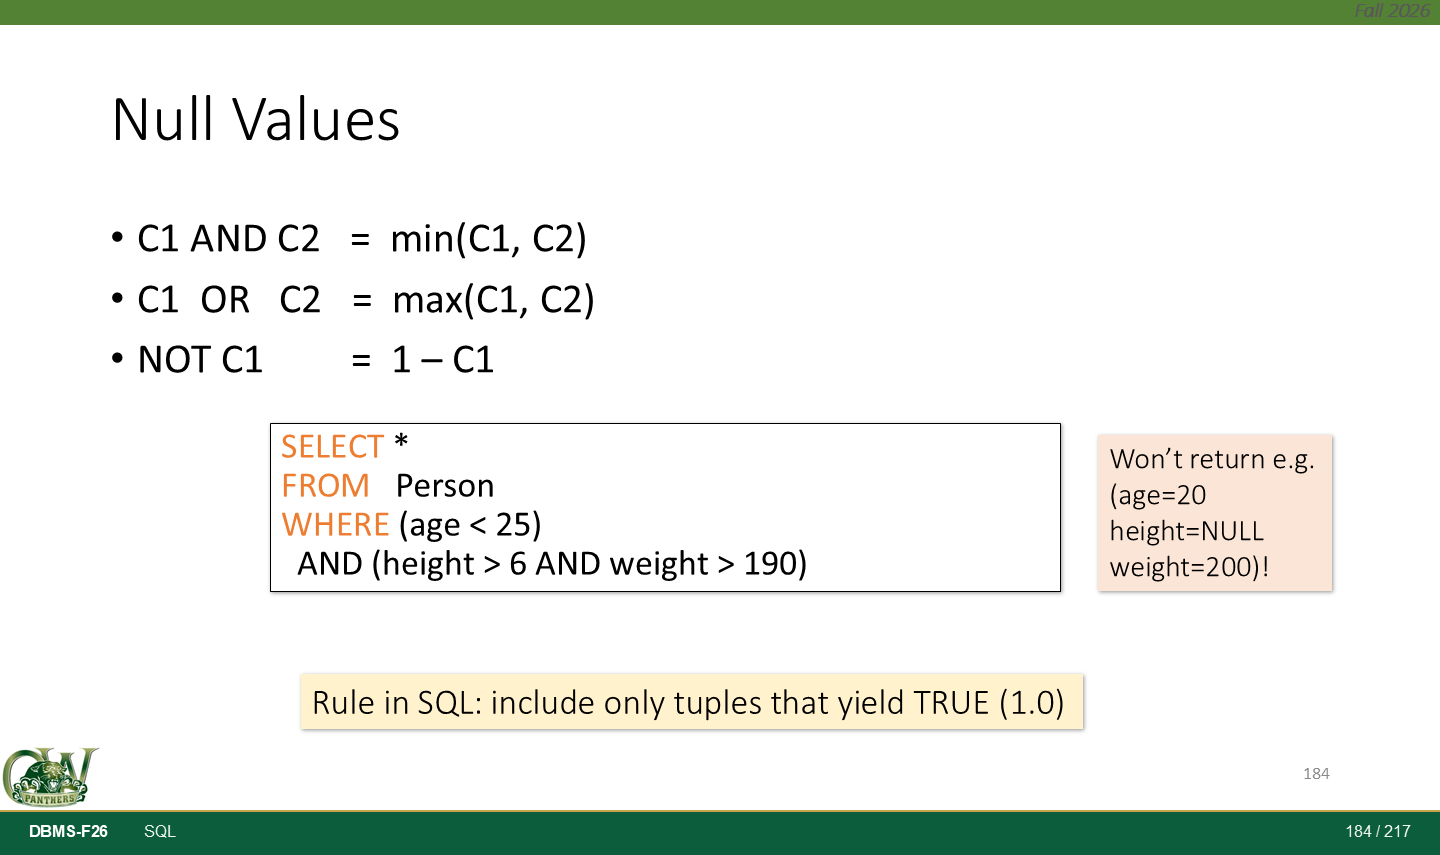 Fall 2026
Null Values
• C1 AND C2 = min(C1, C2)
• C1 OR C2 = max(C1, C2)
• NOT C1 = 1 – C1
SELECT *
FROM Person
WHERE (age < 25)
AND (height > 6 AND weight > 190)
Won’t return e.g.
(age=20
height=NULL
weight=200)!
Rule in SQL: include only tuples that yield TRUE (1.0)
184
OW
PANTHERS
DBMS-F26 SQL 184 / 217